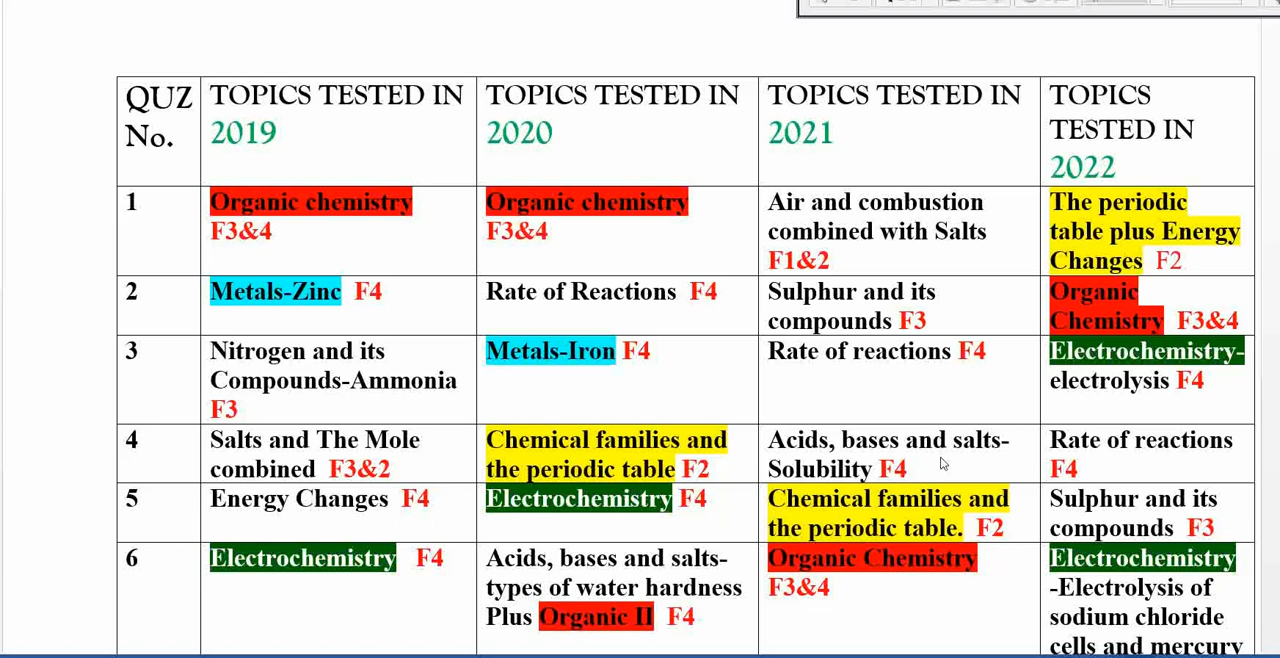 QUZ No.
TOPICS TESTED IN 2019
TOPICS TESTED IN 2020
TOPICS TESTED IN 2021
TOPICS TESTED IN 2022
1
Organic chemistry
F3&4
Organic chemistry
F3&4
Air and combustion
combined with Salts
F1&2
The periodic
table plus Energy
Changes F2
2
Metals-Zinc F4
Rate of Reactions F4
Sulphur and its
compounds F3
Organic
Chemistry F3&4
3
Nitrogen and its
Compounds-Ammonia
F3
Metals-Iron F4
Rate of reactions F4
Electrochemistry-
electrolysis F4
4
Salts and The Mole
combined F3&2
Chemical families and
the periodic table F2
Acids, bases and salts-
Solubility F4
Rate of reactions
F4
5
Energy Changes F4
Electrochemistry F4
Chemical families and
the periodic table. F2
Sulphur and its
compounds F3
6
Electrochemistry F4
Acids, bases and salts-
types of water hardness
Plus Organic II F4
Organic Chemistry
F3&4
Electrochemistry
-Electrolysis of
sodium chloride
cells and mercury